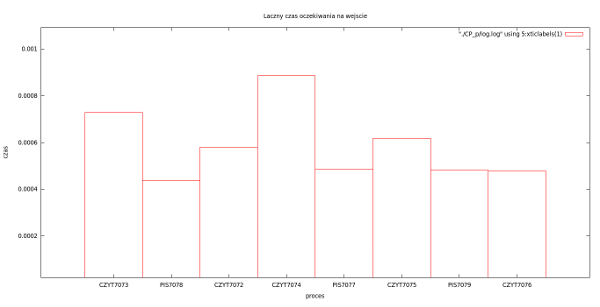 Laczny czas oczekiwania na wejscie
"./CP_p/log.log" using 5:xticlabels(1)
0.001
0.0008
0.0006
0.0004
0.0002
czas
CZYT7073 PIS7078 CZYT7072 CZYT7074 PIS7077 CZYT7075 PIS7079 CZYT7076
proces